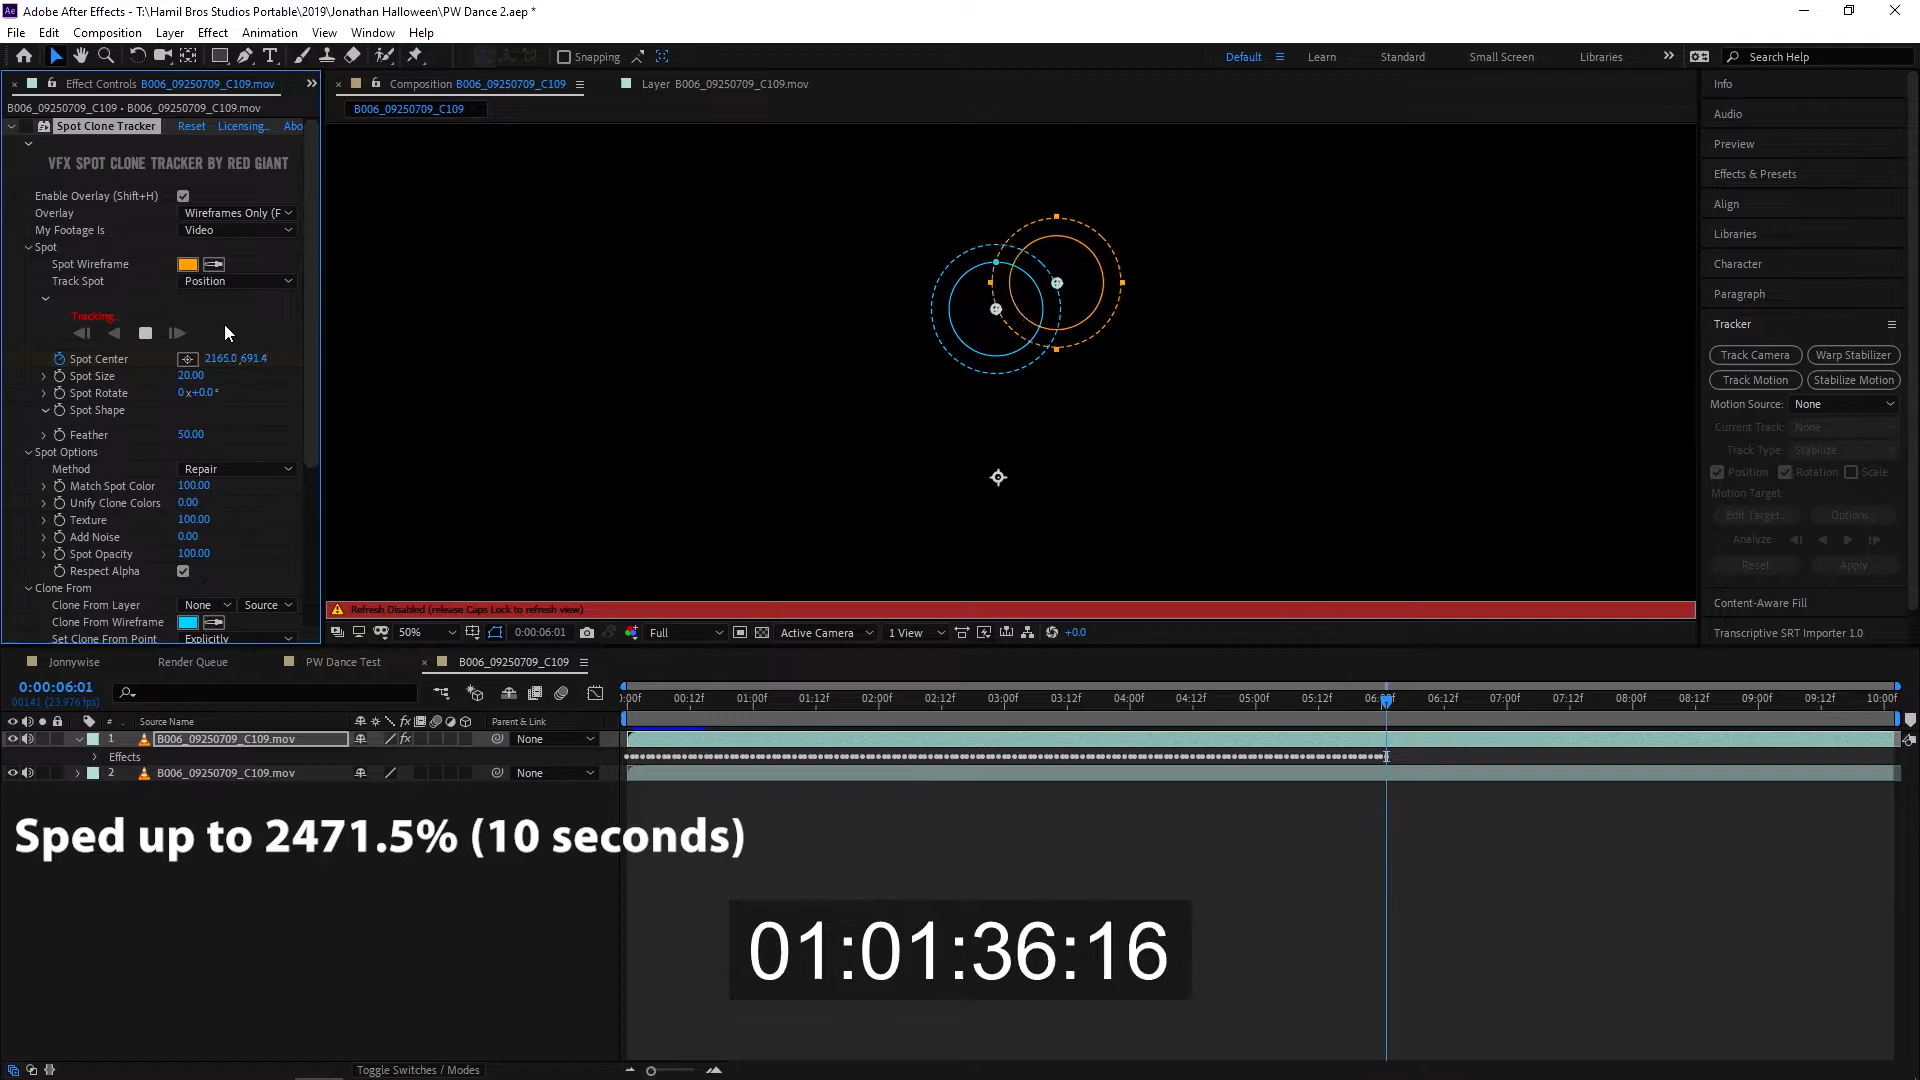 Adobe After Effects - T:\Hamil Bros Studios Portable\2019\Jonathan Halloween\PW Dance 2.aep *
File Edit Composition Layer Effect Animation View Window Help
Snapping
Default Learn Standard Small Screen Libraries Search Help
Effect Controls B006_09250709_C109.mov
Composition B006_09250709_C109
Layer B006_09250709_C109.mov
B006_09250709_C109 • B006_09250709_C109.mov
B006_09250709_C109
Spot Clone Tracker Reset Licensing... Abo
VFX SPOT CLONE TRACKER BY RED GIANT
Enable Overlay (Shift+H)
Overlay Wireframes Only (F
My Footage Is Video
Spot
Spot Wireframe
Track Spot Position
Tracking...
Spot Center 2165.0,691.4
Spot Size 20.00
Spot Rotate 0x+0.0°
Spot Shape
Feather 50.00
Spot Options
Method Repair
Match Spot Color 100.00
Unify Clone Colors 0.00
Texture 100.00
Add Noise 0.00
Spot Opacity 100.00
Respect Alpha
Clone From
Clone From Layer None Source
Clone From Wireframe
Set Clone From Point Explicitly
Refresh Disabled (release Caps Lock to refresh view)
50% 0:00:06:01 Full Active Camera 1 View +0.0
Info
Audio
Preview
Effects & Presets
Align
Libraries
Character
Paragraph
Tracker
Track Camera Warp Stabilizer
Track Motion Stabilize Motion
Motion Source: None
Current Track: None
Track Type: Stabilize
Position Rotation Scale
Motion Target:
Edit Target... Options...
Analyze:
Reset Apply
Content-Aware Fill
Transcriptive SRT Importer 1.0
Jonnywise Render Queue PW Dance Test B006_09250709_C109
0:00:06:01
00141 (23.976 fps)
:00f 00:12f 01:00f 01:12f 02:00f 02:12f 03:00f 03:12f 04:00f 04:12f 05:00f 05:12f 06:00f 06:12f 07:00f 07:12f 08:00f 08:12f 09:00f 09:12f 10:00f
# Source Name fx Parent & Link
1 B006_09250709_C109.mov fx None
Effects
2 B006_09250709_C109.mov None
Sped up to 2471.5% (10 seconds)
01:01:36:16
Toggle Switches / Modes